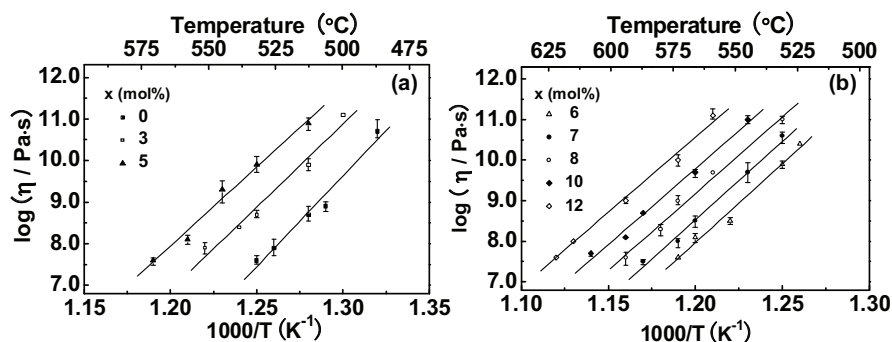 Temperature (°C)
575 550 525 500 475
12.0
11.0
10.0
9.0
8.0
7.0
log (η / Pa·s)
(a)
x (mol%)
0
3
5
1.15 1.20 1.25 1.30 1.35
1000/T (K⁻¹)
Temperature (°C)
625 600 575 550 525 500
12.0
11.0
10.0
9.0
8.0
7.0
log (η / Pa·s)
(b)
x (mol%)
6
7
8
10
12
1.10 1.15 1.20 1.25 1.30
1000/T (K⁻¹)